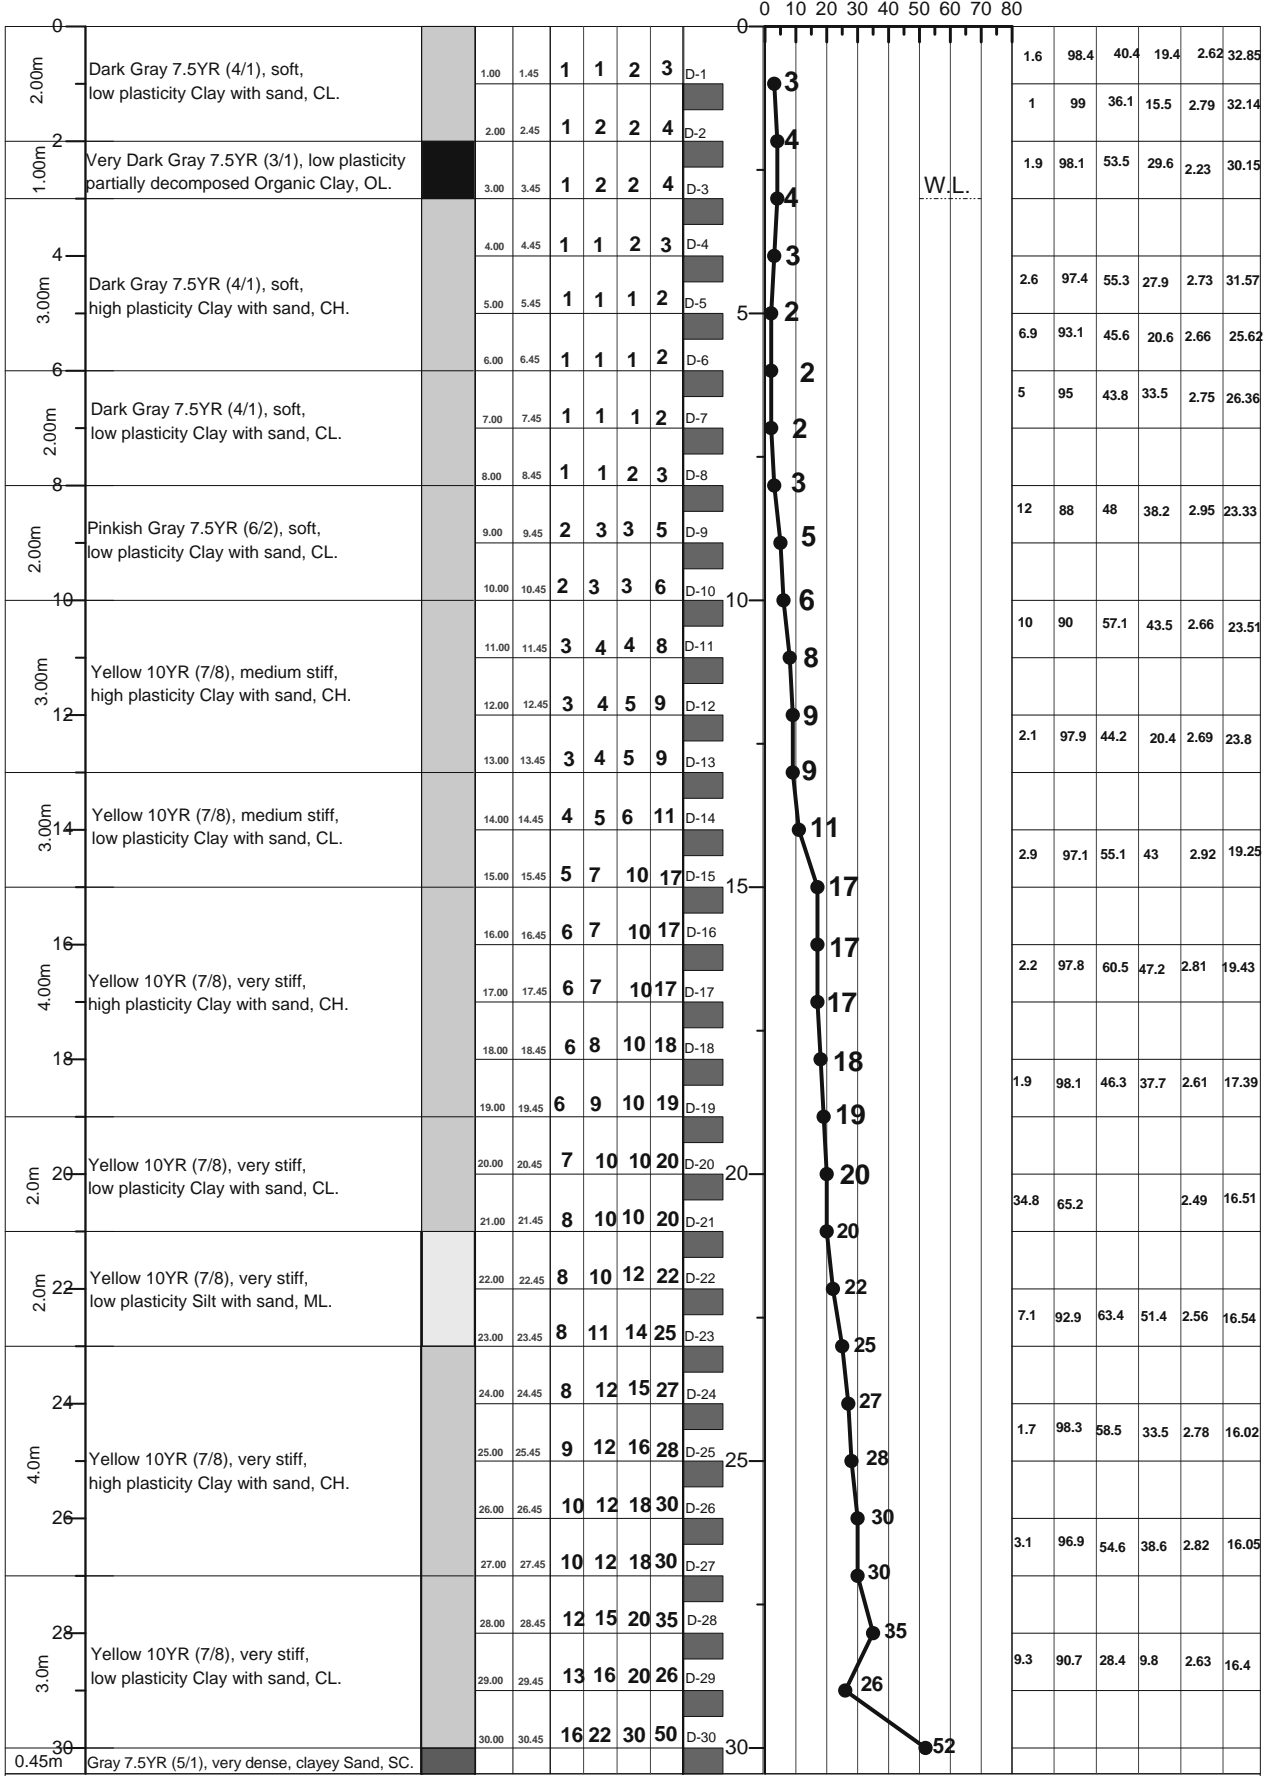 0 10 20 30 40 50 60 70 80
0 0
2.00m Dark Gray 7.5YR (4/1), soft,
low plasticity Clay with sand, CL.
1.00 1.45 1 1 2 3 D-1 3 1.6 98.4 40.4 19.4 2.62 32.85
1 99 36.1 15.5 2.79 32.14
2.00 2.45 1 2 2 4 D-2 4
2
1.00m Very Dark Gray 7.5YR (3/1), low plasticity
partially decomposed Organic Clay, OL.
1.9 98.1 53.5 29.6 2.23 30.15
3.00 3.45 1 2 2 4 D-3 4 W.L.
4.00 4.45 1 1 2 3 D-4 3
4
3.00m Dark Gray 7.5YR (4/1), soft,
high plasticity Clay with sand, CH.
2.6 97.4 55.3 27.9 2.73 31.57
5.00 5.45 1 1 1 2 D-5 5 2
6.9 93.1 45.6 20.6 2.66 25.62
6.00 6.45 1 1 1 2 D-6 2
6
5 95 43.8 33.5 2.75 26.36
2.00m Dark Gray 7.5YR (4/1), soft,
low plasticity Clay with sand, CL.
7.00 7.45 1 1 1 2 D-7 2
8.00 8.45 1 1 2 3 D-8 3
8
12 88 48 38.2 2.95 23.33
2.00m Pinkish Gray 7.5YR (6/2), soft,
low plasticity Clay with sand, CL.
9.00 9.45 2 3 3 5 D-9 5
10.00 10.45 2 3 3 6 D-10 6
10 10
10 90 57.1 43.5 2.66 23.51
11.00 11.45 3 4 4 8 D-11 8
3.00m Yellow 10YR (7/8), medium stiff,
high plasticity Clay with sand, CH.
12.00 12.45 3 4 5 9 D-12 9
12
2.1 97.9 44.2 20.4 2.69 23.8
13.00 13.45 3 4 5 9 D-13 9
3.00m Yellow 10YR (7/8), medium stiff,
low plasticity Clay with sand, CL.
14.00 14.45 4 5 6 11 D-14 11
14
2.9 97.1 55.1 43 2.92 19.25
15.00 15.45 5 7 10 17 D-15 15 17
16.00 16.45 6 7 10 17 D-16 17
16
2.2 97.8 60.5 47.2 2.81 19.43
4.00m Yellow 10YR (7/8), very stiff,
high plasticity Clay with sand, CH.
17.00 17.45 6 7 10 17 D-17 17
18.00 18.45 6 8 10 18 D-18 18
18
1.9 98.1 46.3 37.7 2.61 17.39
19.00 19.45 6 9 10 19 D-19 19
2.0m Yellow 10YR (7/8), very stiff,
low plasticity Clay with sand, CL.
20.00 20.45 7 10 10 20 D-20 20
20 20
34.8 65.2 2.49 16.51
21.00 21.45 8 10 10 20 D-21 20
2.0m Yellow 10YR (7/8), very stiff,
low plasticity Silt with sand, ML.
22.00 22.45 8 10 12 22 D-22 22
22
7.1 92.9 63.4 51.4 2.56 16.54
23.00 23.45 8 11 14 25 D-23 25
24.00 24.45 8 12 15 27 D-24 27
24
1.7 98.3 58.5 33.5 2.78 16.02
25.00 25.45 9 12 16 28 D-25 25 28
4.0m Yellow 10YR (7/8), very stiff,
high plasticity Clay with sand, CH.
26.00 26.45 10 12 18 30 D-26 30
26
3.1 96.9 54.6 38.6 2.82 16.05
27.00 27.45 10 12 18 30 D-27 30
28.00 28.45 12 15 20 35 D-28 35
28
3.0m Yellow 10YR (7/8), very stiff,
low plasticity Clay with sand, CL.
9.3 90.7 28.4 9.8 2.63 16.4
29.00 29.45 13 16 20 26 D-29 26
30.00 30.45 16 22 30 50 D-30 52
30 30
0.45m Gray 7.5YR (5/1), very dense, clayey Sand, SC.